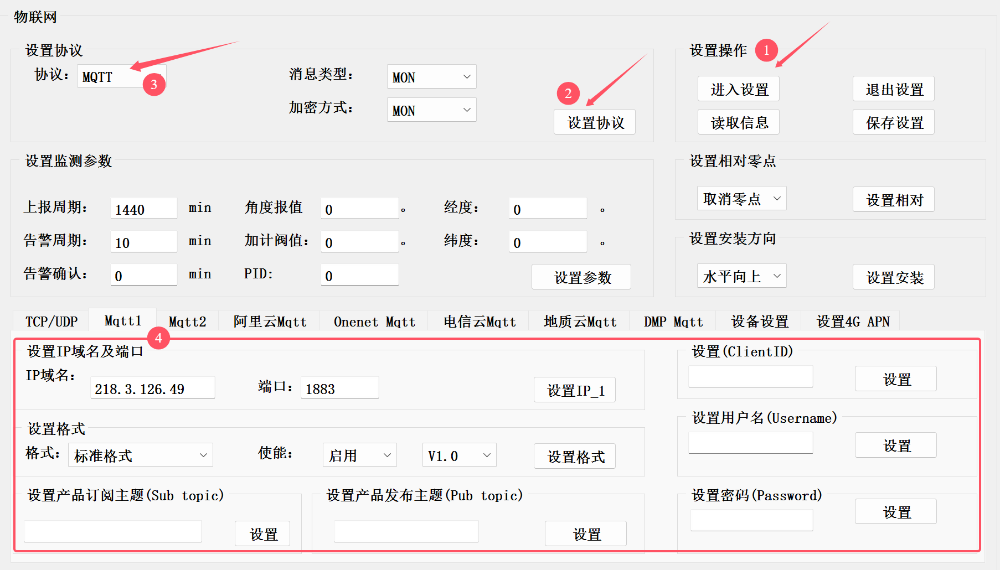 物联网
设置协议
协议： MQTT 3
消息类型： MON
加密方式： MON
2
设置协议
设置操作 1
进入设置 退出设置
读取信息 保存设置
设置监测参数
上报周期： 1440 min 角度报值 0 。 经度： 0 。
告警周期： 10 min 加计阀值： 0 。 纬度： 0 。
告警确认： 0 min PID: 0 设置参数
设置相对零点
取消零点 设置相对
设置安装方向
水平向上 设置安装
TCP/UDP Mqtt1 Mqtt2 阿里云Mqtt Onenet Mqtt 电信云Mqtt 地质云Mqtt DMP Mqtt 设备设置 设置4G APN
4
设置IP域名及端口
IP域名： 218.3.126.49 端口： 1883 设置IP_1
设置(ClientID)
设置
设置格式
格式： 标准格式 使能： 启用 V1.0 设置格式
设置用户名(Username)
设置
设置产品订阅主题(Sub topic)
设置
设置产品发布主题(Pub topic)
设置
设置密码(Password)
设置